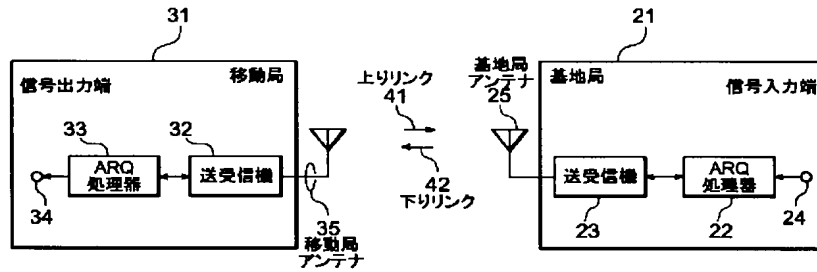 31
移動局
信号出力端
33
32
ARQ
処理器
送受信機
34
35
移動局
アンテナ
上りリンク
41
42
下りリンク
21
基地局
アンテナ
25
基地局
信号入力端
送受信機
ARQ
処理器
23
22
24